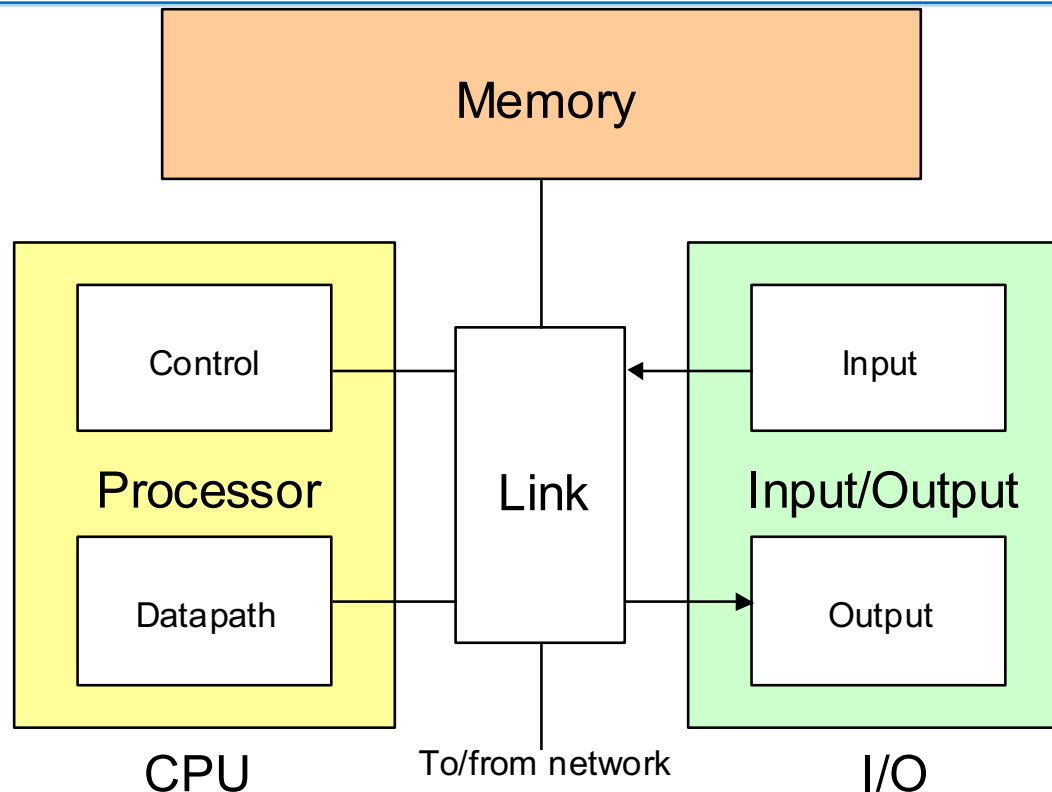 Memory
Control
Processor
Datapath
CPU
Link
To/from network
Input
Input/Output
Output
I/O